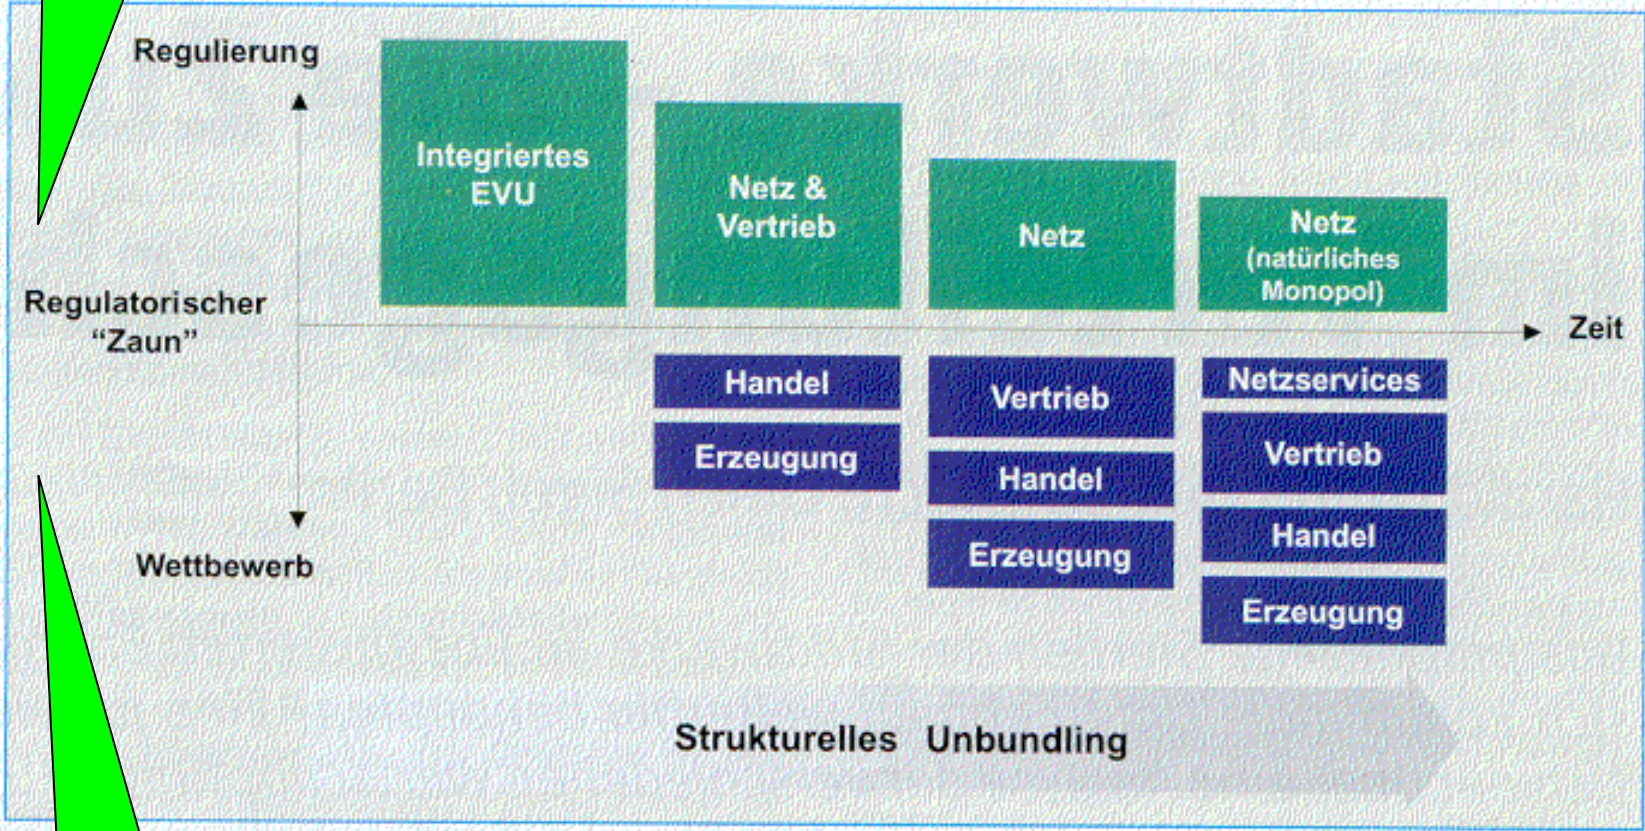 Regulierung
Integriertes
EVU
Netz &
Vertrieb
Netz
Netz
(natürliches
Monopol)
Regulatorischer
“Zaun”
Zeit
Handel
Erzeugung
Vertrieb
Handel
Erzeugung
Netzservices
Vertrieb
Handel
Erzeugung
Wettbewerb
Strukturelles Unbundling